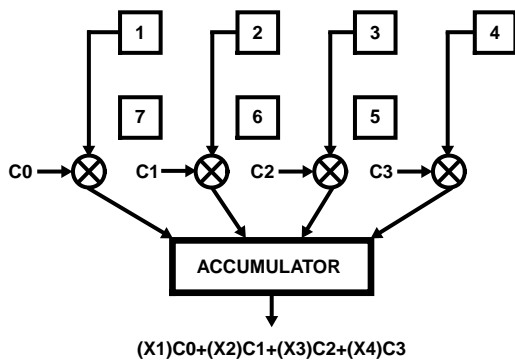 1 2 3 4
7 6 5
C0 C1 C2 C3
ACCUMULATOR
(X1)C0+(X2)C1+(X3)C2+(X4)C3